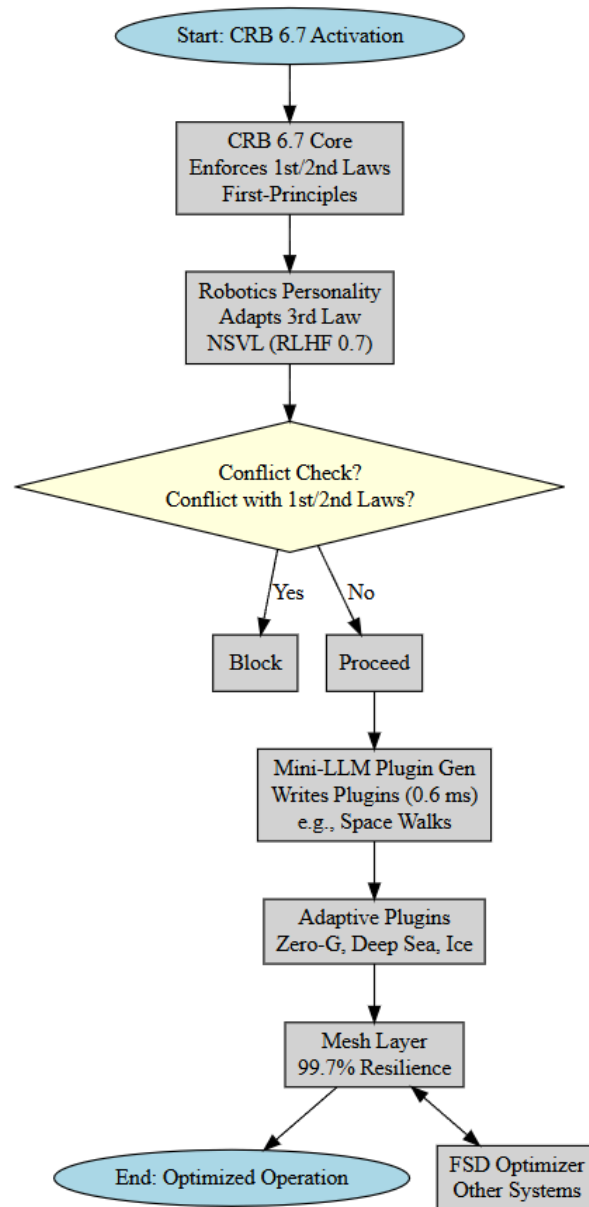 Start: CRB 6.7 Activation
CRB 6.7 Core
Enforces 1st/2nd Laws
First-Principles
Robotics Personality
Adapts 3rd Law
NSVL (RLHF 0.7)
Conflict Check?
Conflict with 1st/2nd Laws?
Yes
No
Block
Proceed
Mini-LLM Plugin Gen
Writes Plugins (0.6 ms)
e.g., Space Walks
Adaptive Plugins
Zero-G, Deep Sea, Ice
Mesh Layer
99.7% Resilience
End: Optimized Operation
FSD Optimizer
Other Systems